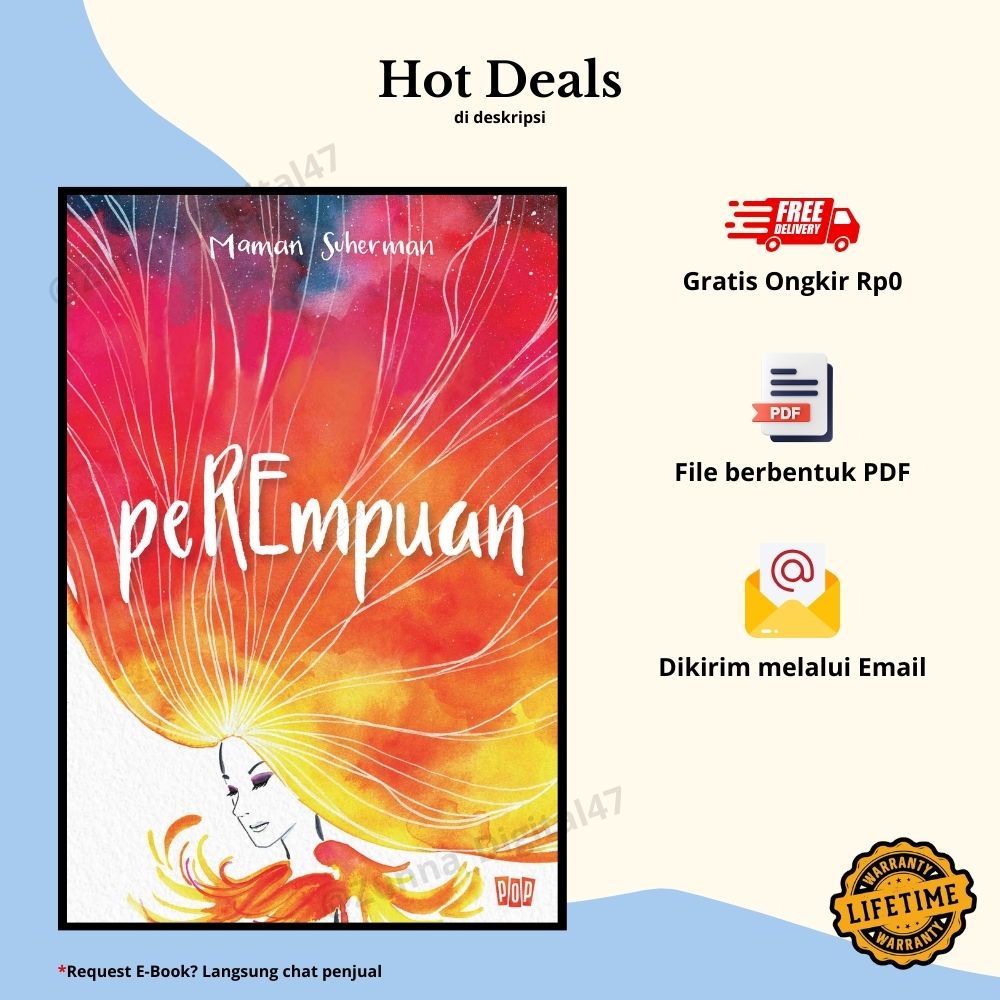 Hot Deals
di deskripsi
Maman Suherman
peREmpuan
POP
FREE
DELIVERY
Gratis Ongkir Rp0
PDF
File berbentuk PDF
@
Dikirim melalui Email
WARRANTY
LIFETIME
WARRANTY
*Request E-Book? Langsung chat penjual